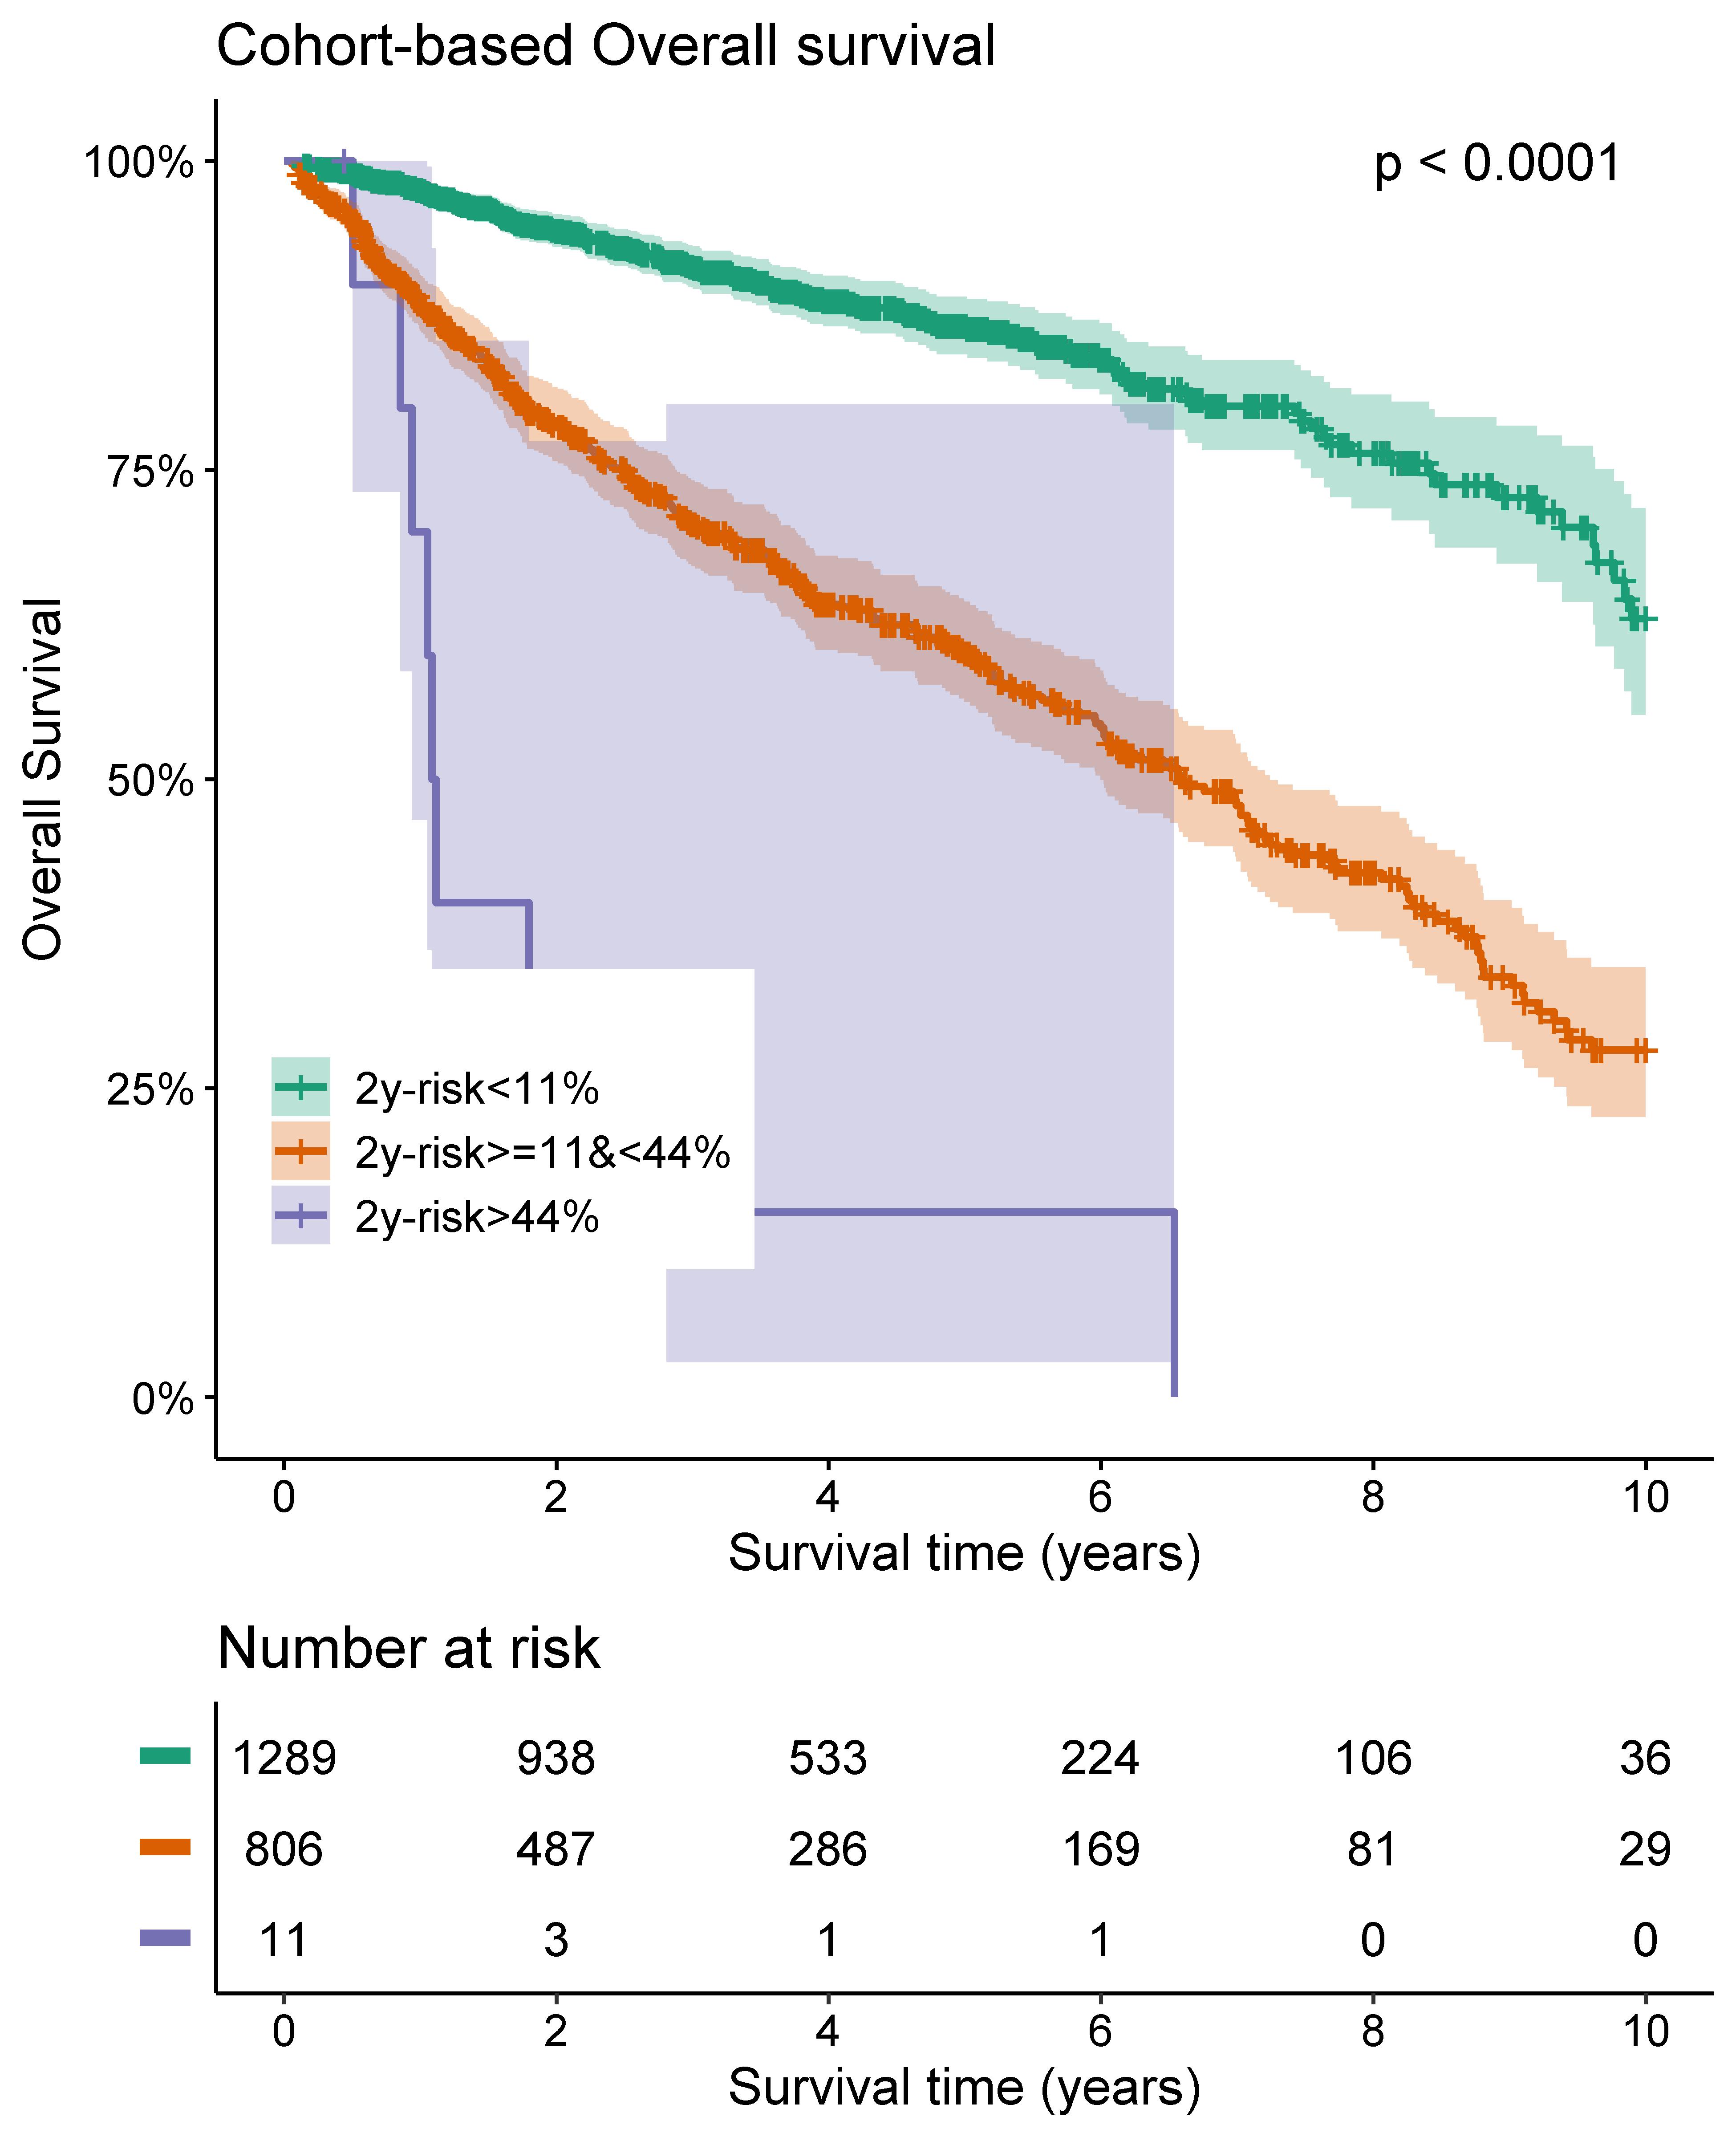 Cohort-based Overall survival
p < 0.0001
100%
75%
50%
25%
0%
Overall Survival
2y-risk<11%
2y-risk>=11&<44%
2y-risk>44%
0 2 4 6 8 10
Survival time (years)
Number at risk
1289 938 533 224 106 36
806 487 286 169 81 29
11 3 1 1 0 0
0 2 4 6 8 10
Survival time (years)